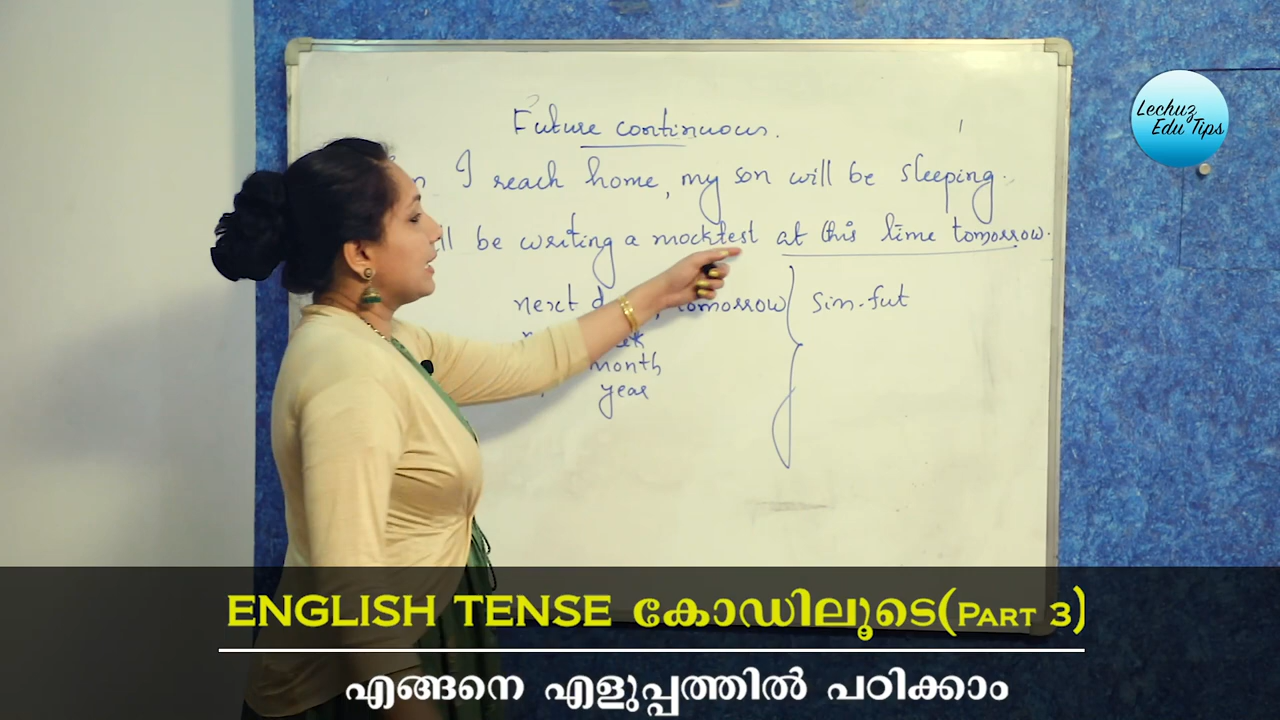 Lechuz
Edu Tips
Future continuous.
I reach home, my son will be sleeping.
be writing a mocktest at this time tomorrow.
next tomorrow } Sim-fut
month
year
ENGLISH TENSE കോഡിലൂടെ(PART 3)
എങ്ങനെ എളുപ്പത്തിൽ പഠിക്കാം